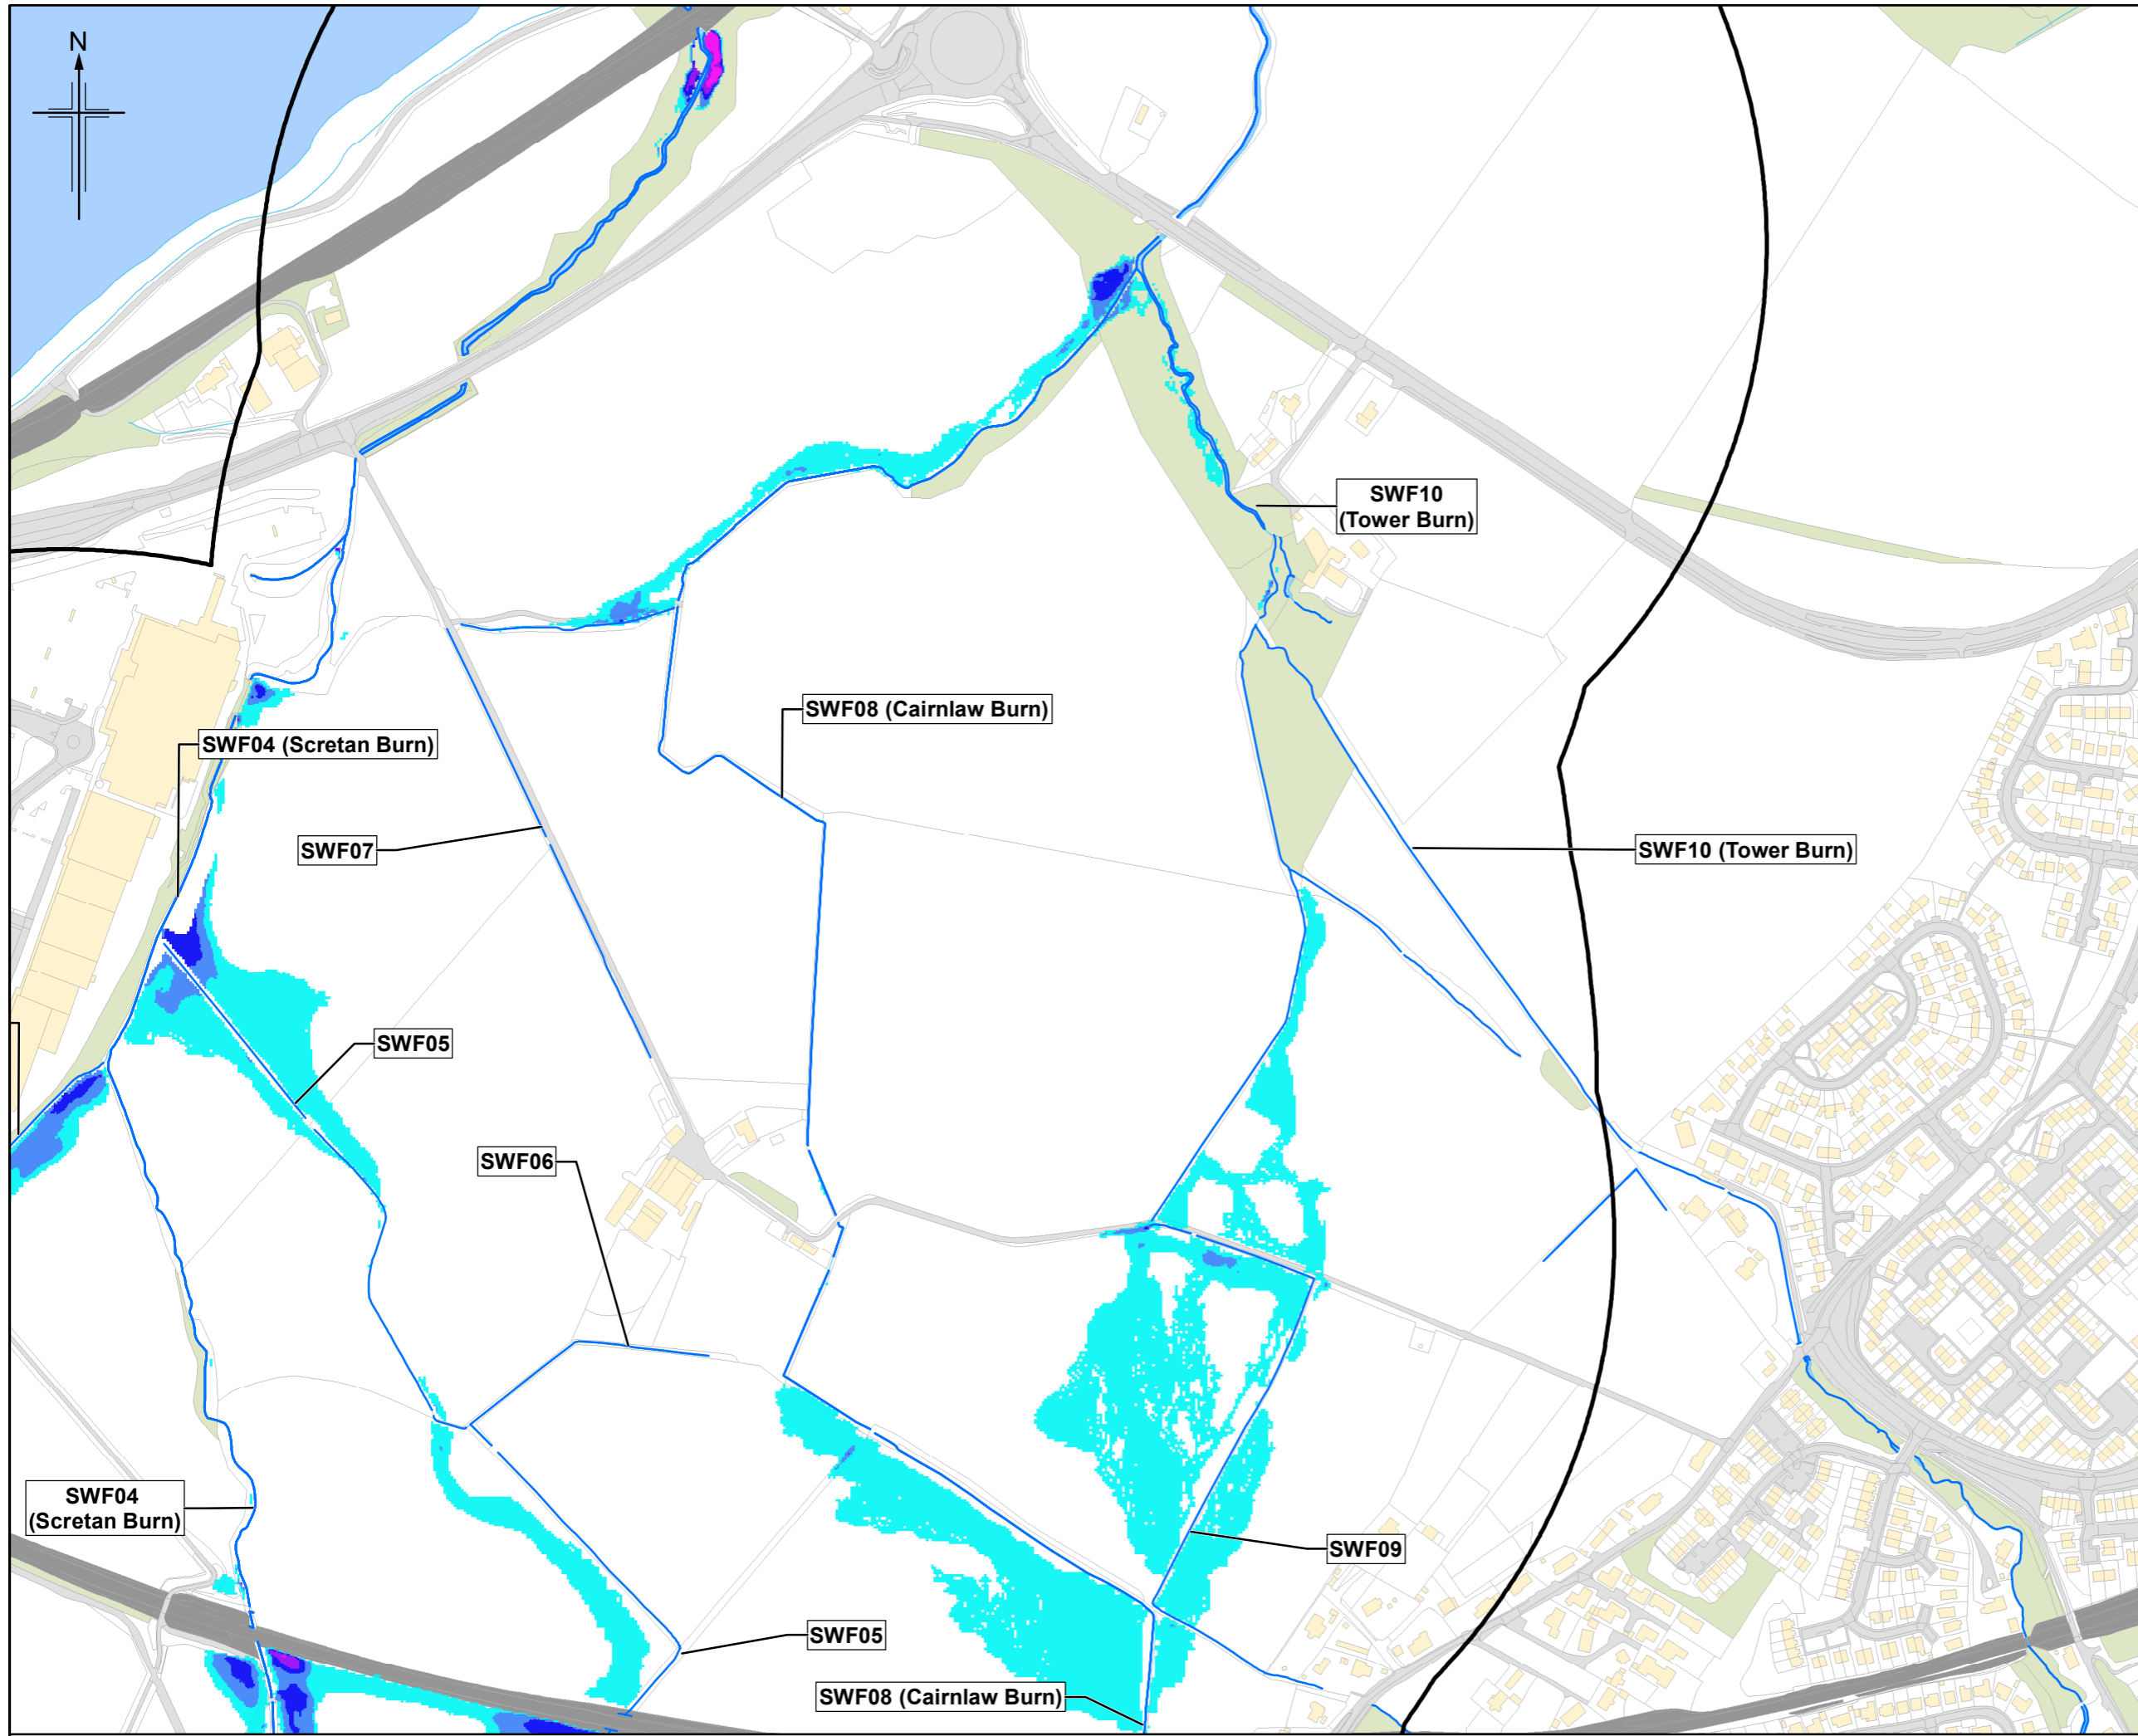 N
SWF10
(Tower Burn)
SWF08 (Cairnlaw Burn)
SWF04 (Scretan Burn)
SWF07
SWF10 (Tower Burn)
SWF05
SWF06
SWF04
(Scretan Burn)
SWF09
SWF05
SWF08 (Cairnlaw Burn)